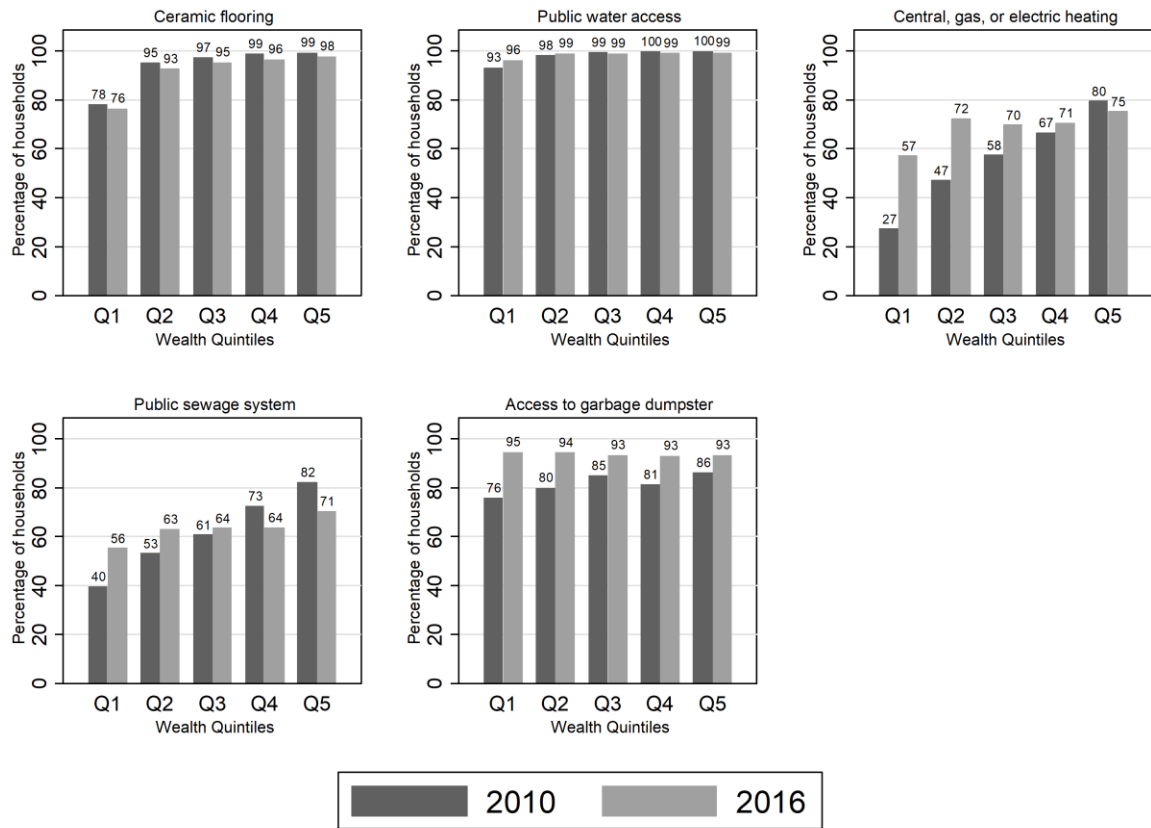 Ceramic flooring
Percentage of households
0 20 40 60 80 100
78 76 95 93 97 95 99 96 99 98
Q1 Q2 Q3 Q4 Q5
Wealth Quintiles
Public water access
Percentage of households
0 20 40 60 80 100
93 96 98 99 99 99 100 99 100 99
Q1 Q2 Q3 Q4 Q5
Wealth Quintiles
Central, gas, or electric heating
Percentage of households
0 20 40 60 80 100
27 57 47 72 58 70 67 71 80 75
Q1 Q2 Q3 Q4 Q5
Wealth Quintiles
Public sewage system
Percentage of households
0 20 40 60 80 100
40 56 53 63 61 64 73 64 82 71
Q1 Q2 Q3 Q4 Q5
Wealth Quintiles
Access to garbage dumpster
Percentage of households
0 20 40 60 80 100
76 95 80 94 85 93 81 93 86 93
Q1 Q2 Q3 Q4 Q5
Wealth Quintiles
2010 2016